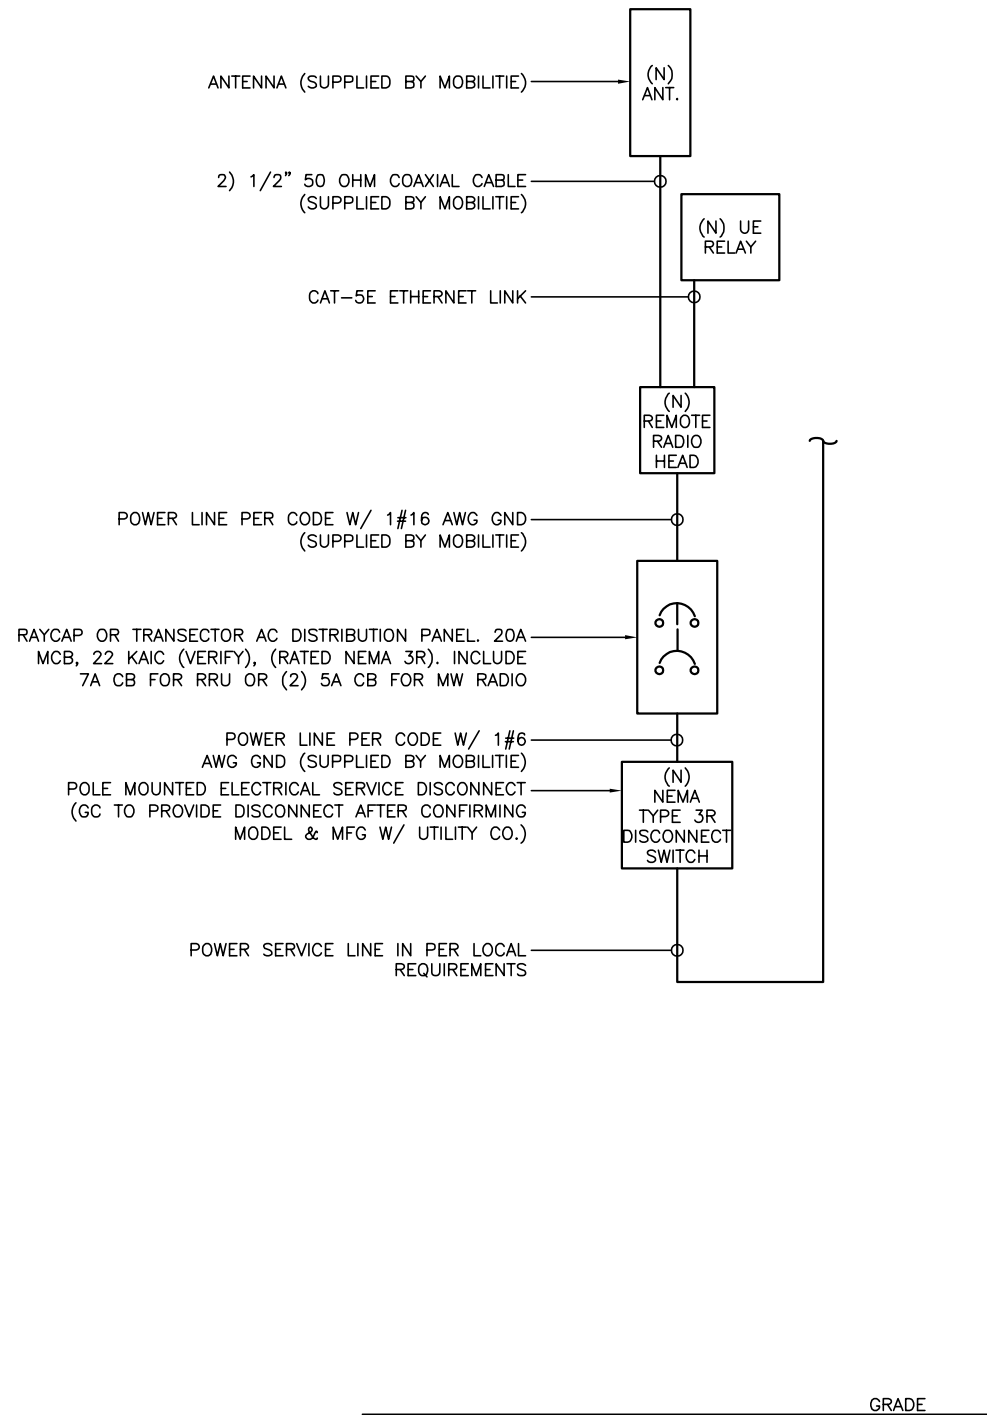 (N)
ANT.
ANTENNA (SUPPLIED BY MOBILITIE)
2) 1/2" 50 OHM COAXIAL CABLE
(SUPPLIED BY MOBILITIE)
(N) UE
RELAY
CAT-5E ETHERNET LINK
(N)
REMOTE
RADIO
HEAD
POWER LINE PER CODE W/ 1#16 AWG GND
(SUPPLIED BY MOBILITIE)
RAYCAP OR TRANSECTOR AC DISTRIBUTION PANEL. 20A
MCB, 22 KAIC (VERIFY), (RATED NEMA 3R). INCLUDE
7A CB FOR RRU OR (2) 5A CB FOR MW RADIO
POWER LINE PER CODE W/ 1#6
AWG GND (SUPPLIED BY MOBILITIE)
POLE MOUNTED ELECTRICAL SERVICE DISCONNECT
(GC TO PROVIDE DISCONNECT AFTER CONFIRMING
MODEL & MFG W/ UTILITY CO.)
(N)
NEMA
TYPE 3R
DISCONNECT
SWITCH
POWER SERVICE LINE IN PER LOCAL
REQUIREMENTS
GRADE